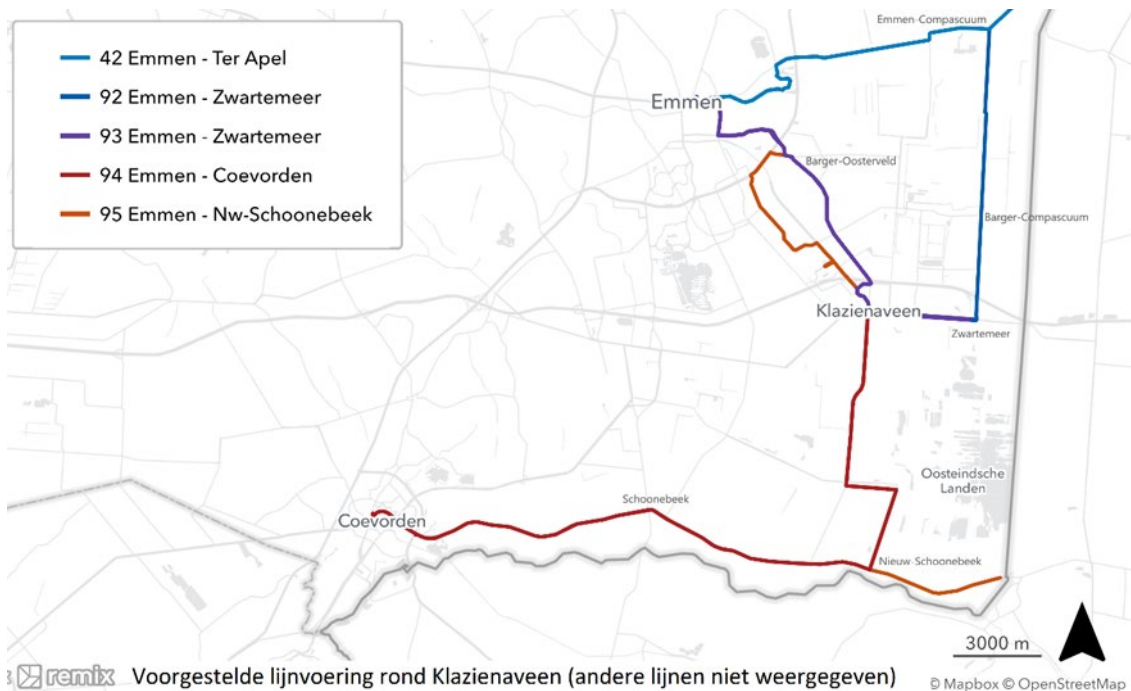 42 Emmen - Ter Apel
92 Emmen - Zwartemeer
93 Emmen - Zwartemeer
94 Emmen - Coevorden
95 Emmen - Nw-Schoonebeek
Emmen-Compascuum
Emmen
Barger-Oosterveld
Barger-Compascuum
Klazienaveen
Zwartemeer
Oosteindsche
Landen
Schoonebeek
Coevorden
Nieuw-Schoonebeek
3000 m
remix
Voorgestelde lijnvoering rond Klazienaveen (andere lijnen niet weergegeven)
© Mapbox © OpenStreetMap